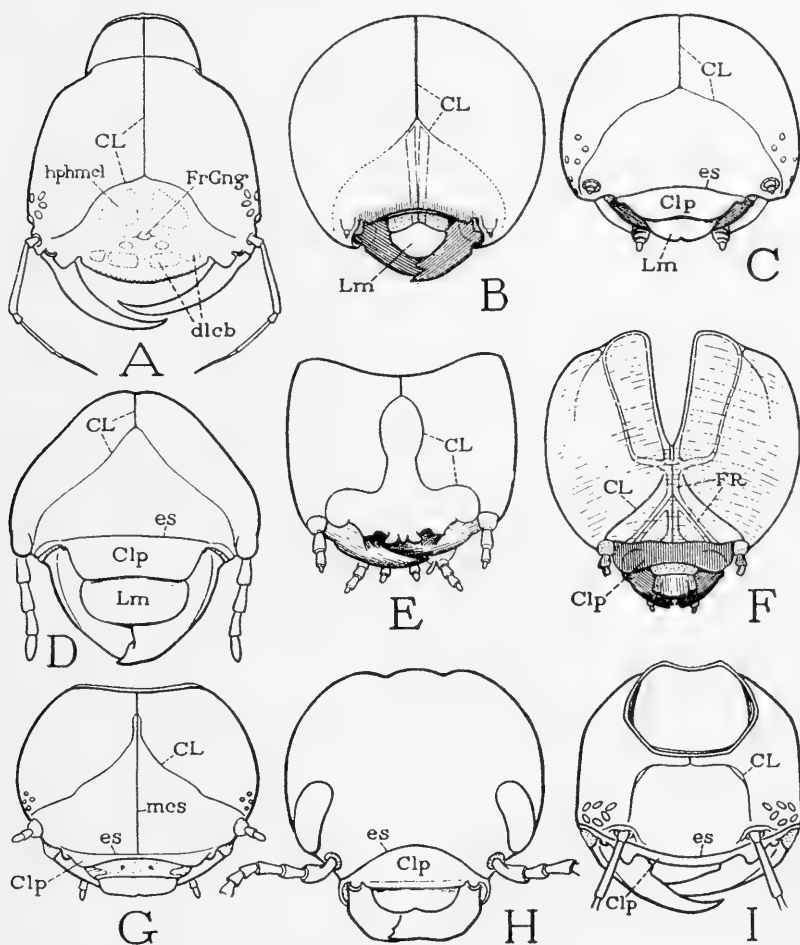 CL
hphmcl
FrGng
dlcb
A
CL
Lm
B
CL
es
Clp
Lm
C
CL
es
Clp
Lm
D
CL
E
CL
FR
Clp
F
CL
mcs
es
Clp
G
es
Clp
H
CL
es
Clp
I